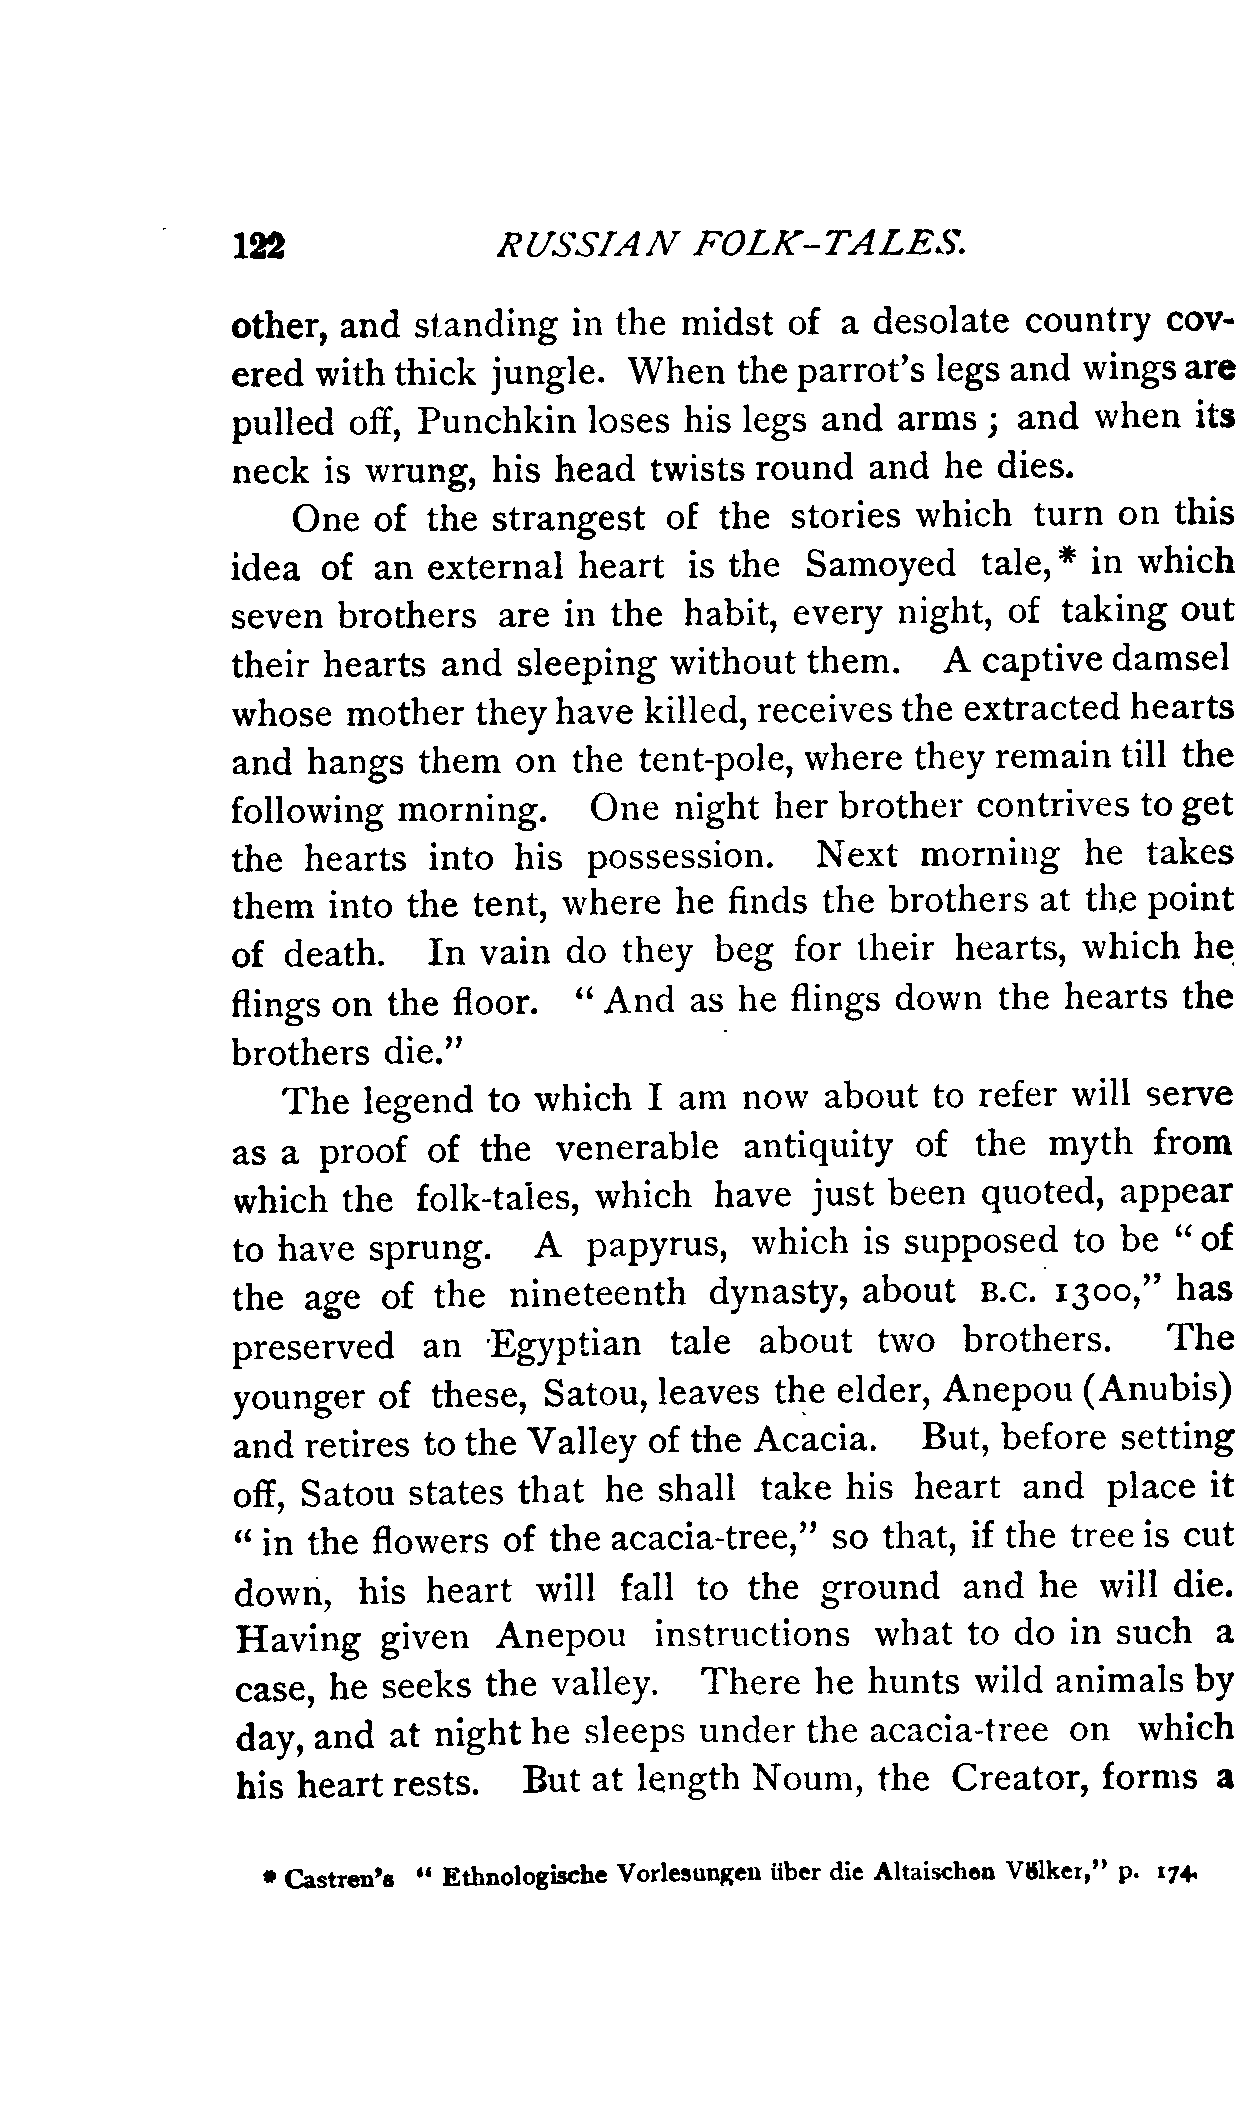 122 RUSSIAN FOLK-TALES.
other, and standing in the midst of a desolate country cov-
ered with thick jungle. When the parrot's legs and wings are
pulled off, Punchkin loses his legs and arms ; and when its
neck is wrung, his head twists round and he dies.
One of the strangest of the stories which turn on this
idea of an external heart is the Samoyed tale,* in which
seven brothers are in the habit, every night, of taking out
their hearts and sleeping without them. A captive damsel
whose mother they have killed, receives the extracted hearts
and hangs them on the tent-pole, where they remain till the
following morning. One night her brother contrives to get
the hearts into his possession. Next morning he takes
them into the tent, where he finds the brothers at the point
of death. In vain do they beg for their hearts, which he
flings on the floor. " And as he flings down the hearts the
brothers die."
The legend to which I am now about to refer will serve
as a proof of the venerable antiquity of the myth from
which the folk-tales, which have just been quoted, appear
to have sprung. A papyrus, which is supposed to be " of
the age of the nineteenth dynasty, about B.C. 1300," has
preserved an Egyptian tale about two brothers. The
younger of these, Satou, leaves the elder, Anepou (Anubis)
and retires to the Valley of the Acacia. But, before setting
off, Satou states that he shall take his heart and place it
" in the flowers of the acacia-tree," so that, if the tree is cut
down, his heart will fall to the ground and he will die.
Having given Anepou instructions what to do in such a
case, he seeks the valley. There he hunts wild animals by
day, and at night he sleeps under the acacia-tree on which
his heart rests. But at length Noum, the Creator, forms a
* Castren's " Ethnologische Vorlesungen über die Altaischen Völker," p. 174.